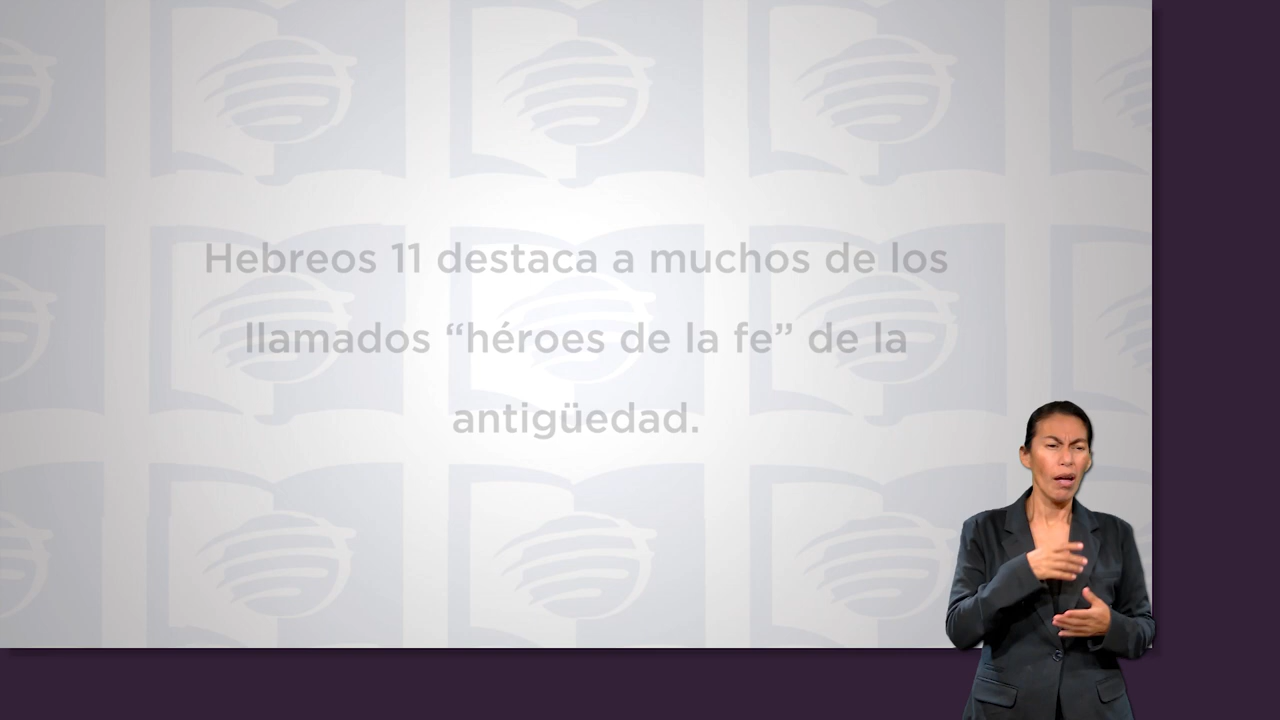 Hebreos 11 destaca a muchos de los
llamados “héroes de la fe” de la
antigüedad.